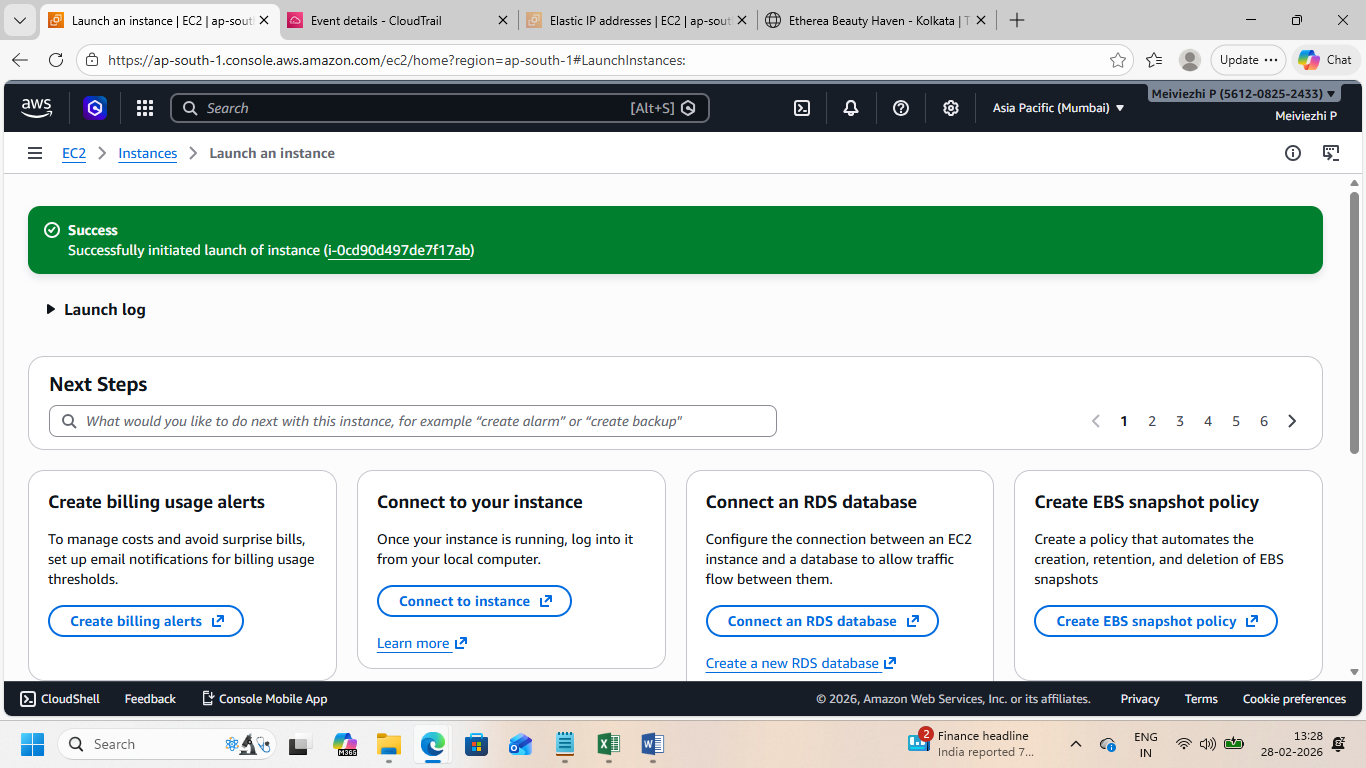 Launch an instance | EC2 | ap-sout
Event details - CloudTrail
Elastic IP addresses | EC2 | ap-sout
Etherea Beauty Haven - Kolkata | T
https://ap-south-1.console.aws.amazon.com/ec2/home?region=ap-south-1#LaunchInstances:
Update
Chat
aws
Search
[Alt+S]
Asia Pacific (Mumbai)
Meiviezhi P (5612-0825-2433)
Meiviezhi P
EC2
Instances
Launch an instance
Success
Successfully initiated launch of instance (i-0cd90d497de7f17ab)
Launch log
Next Steps
What would you like to do next with this instance, for example “create alarm” or “create backup"
1 2 3 4 5 6
Create billing usage alerts
To manage costs and avoid surprise bills,
set up email notifications for billing usage
thresholds.
Create billing alerts
Connect to your instance
Once your instance is running, log into it
from your local computer.
Connect to instance
Learn more
Connect an RDS database
Configure the connection between an EC2
instance and a database to allow traffic
flow between them.
Connect an RDS database
Create a new RDS database
Create EBS snapshot policy
Create a policy that automates the
creation, retention, and deletion of EBS
snapshots
Create EBS snapshot policy
CloudShell
Feedback
Console Mobile App
© 2026, Amazon Web Services, Inc. or its affiliates.
Privacy
Terms
Cookie preferences
Search
M365
2
Finance headline
India reported 7...
ENG
IN
13:28
28-02-2026